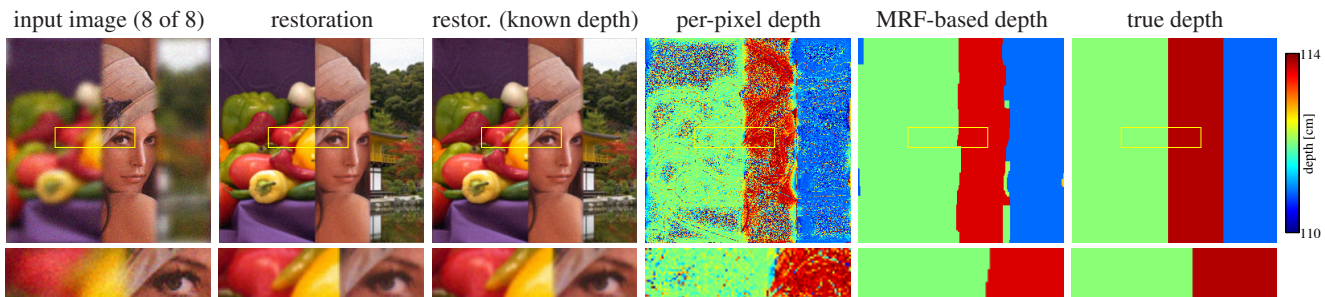 input image (8 of 8) restoration restor. (known depth) per-pixel depth MRF-based depth true depth
114
depth [cm]
110